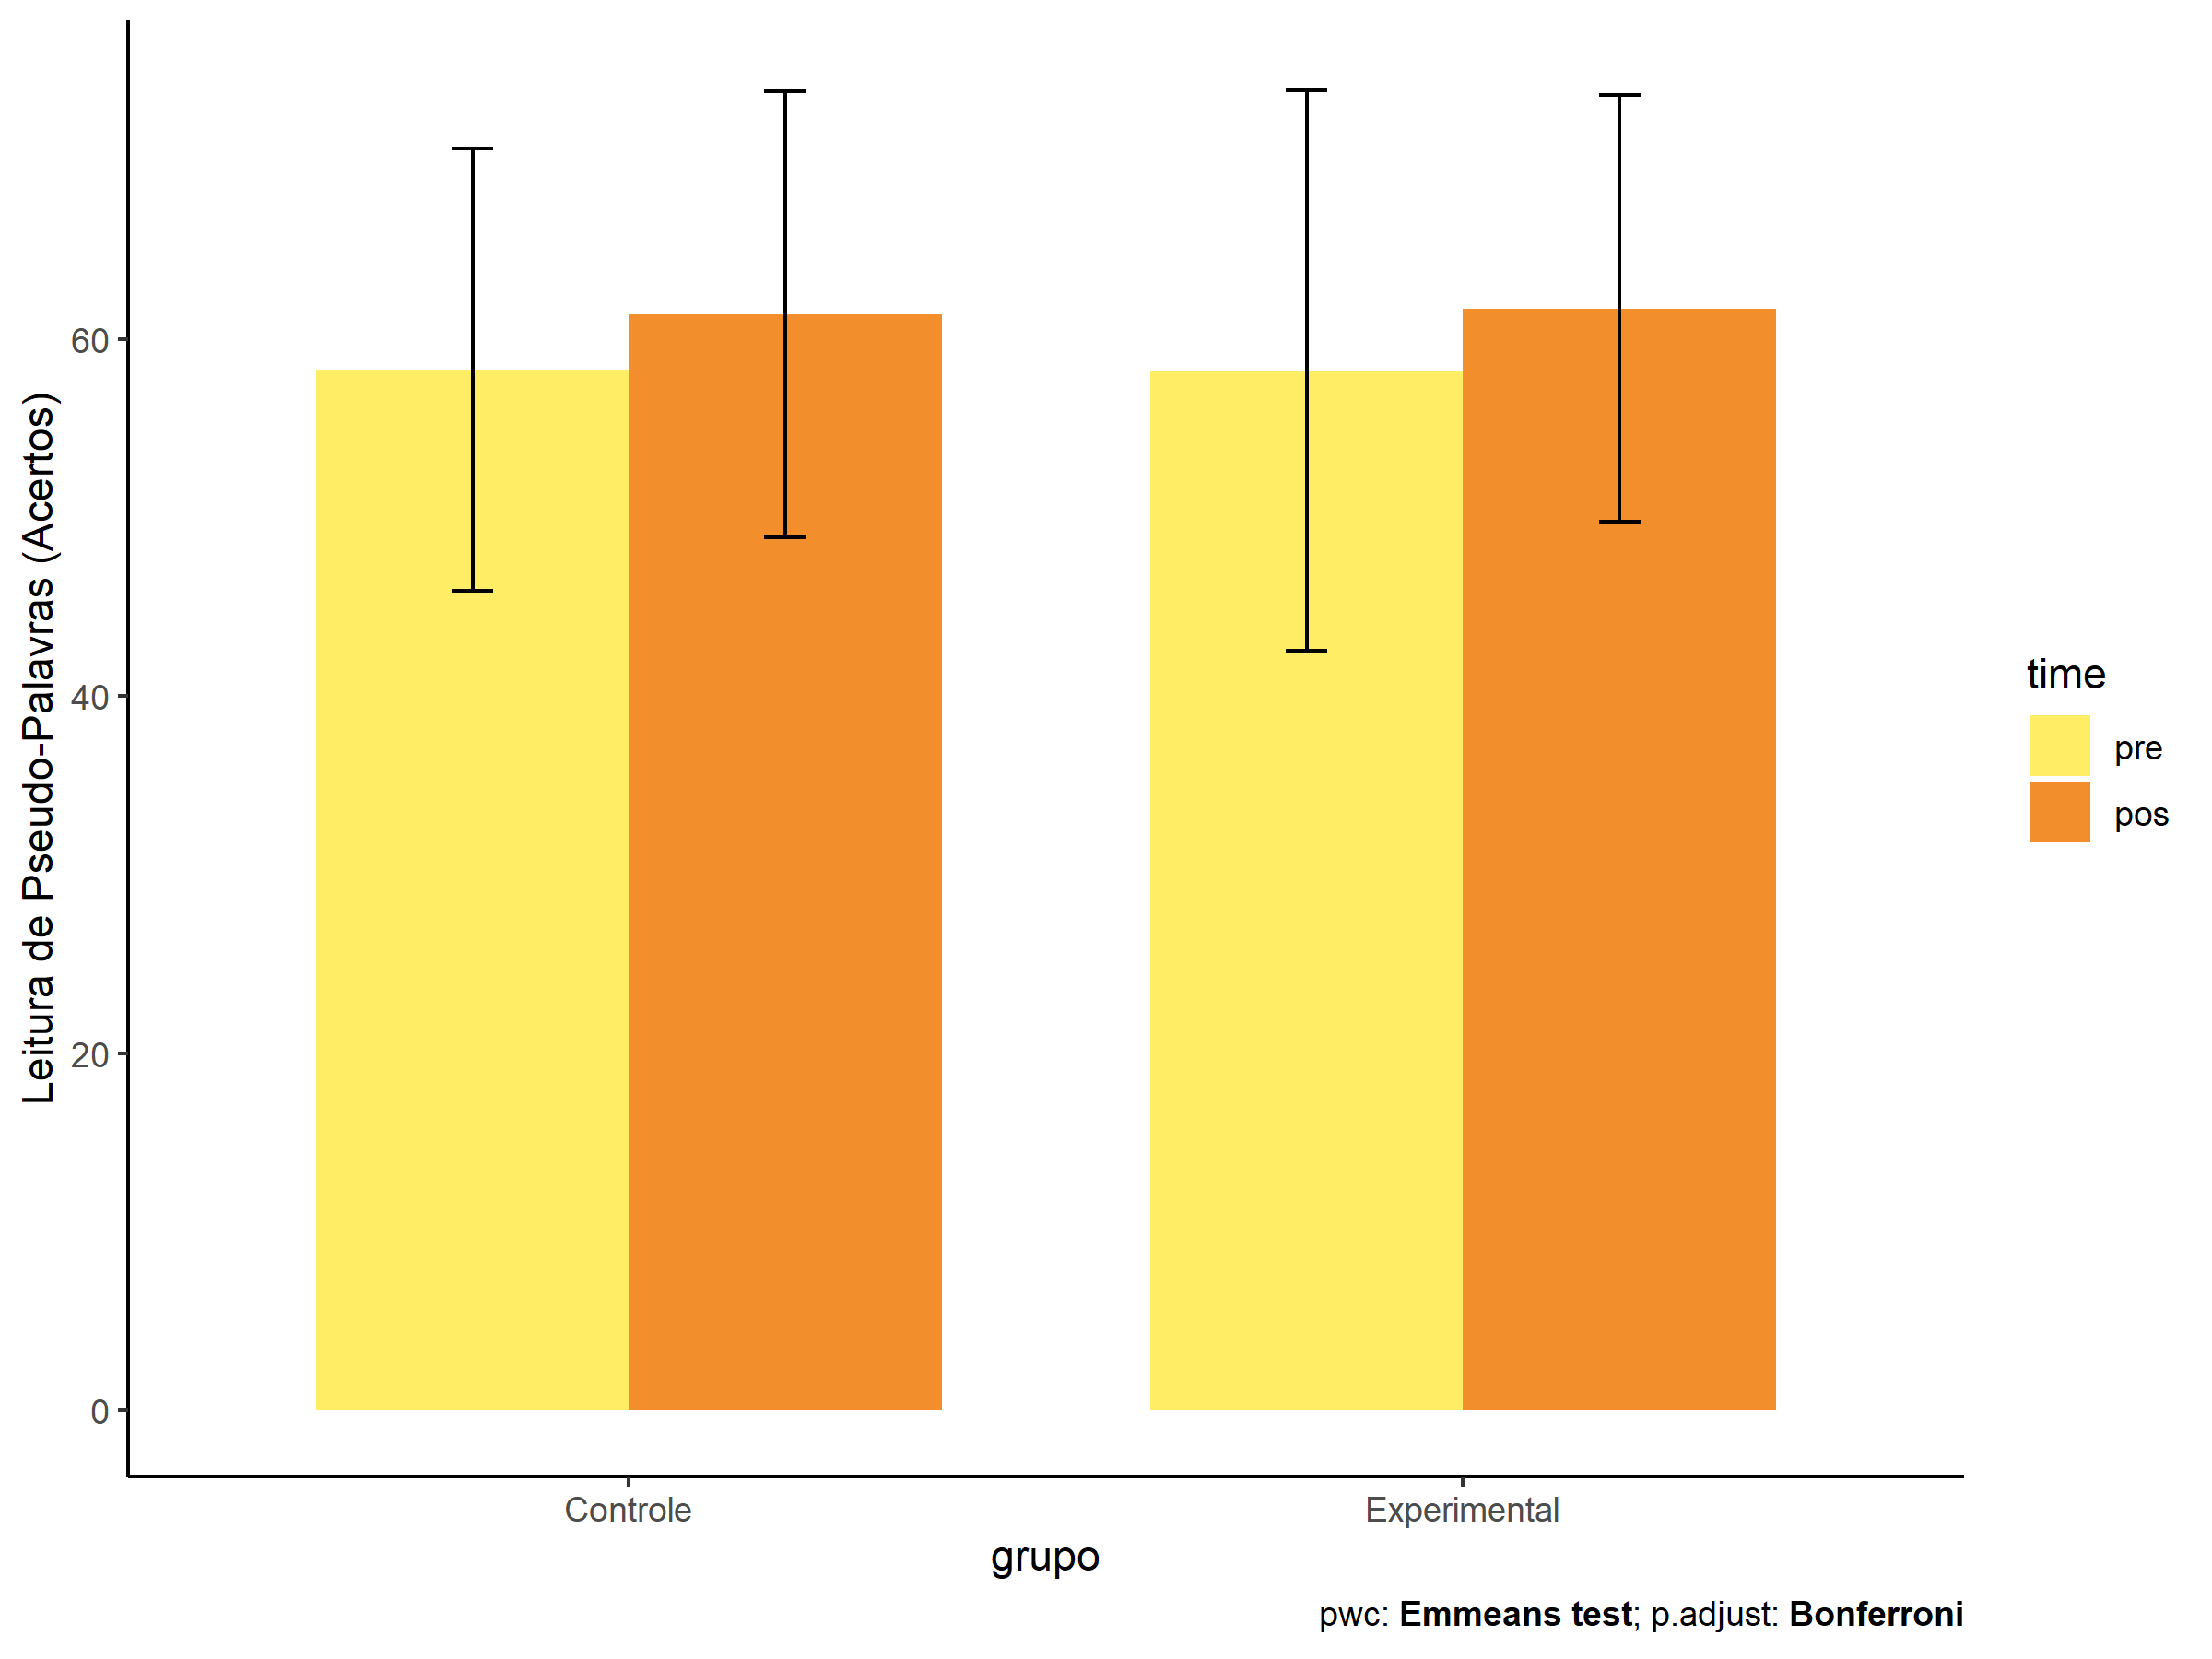 Leitura de Pseudo-Palavras (Acertos)
60
40
20
0
Controle
Experimental
grupo
time
pre
pos
pwc: Emmeans test; p.adjust: Bonferroni